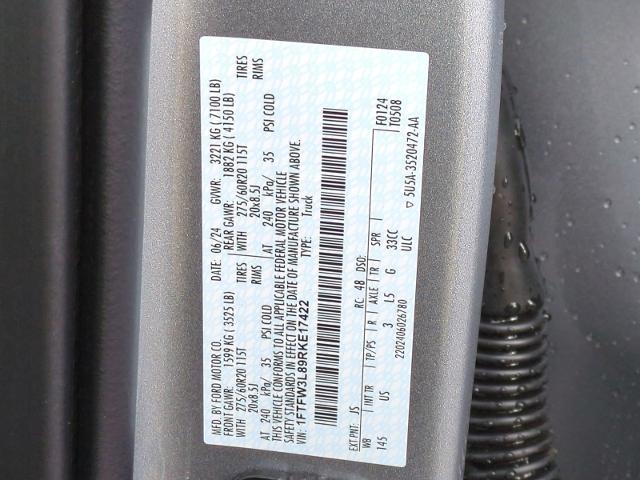 MFD. BY FORD MOTOR CO. DATE: 06/24 GVWR: 3221 KG ( 7100 LB)
FRONT GAWR: 1599 KG ( 3525 LB) REAR GAWR: 1882 KG ( 4150 LB)
WITH 275/60R20 115T TIRES WITH 275/60R20 115T TIRES
20x8.5J RIMS 20x8.5J RIMS
AT 240 kPa/ 35 PSI COLD AT 240 kPa/ 35 PSI COLD
THIS VEHICLE CONFORMS TO ALL APPLICABLE FEDERAL MOTOR VEHICLE
SAFETY STANDARDS IN EFFECT ON THE DATE OF MANUFACTURE SHOWN ABOVE.
VIN: 1FTFW3L89RKE17422 TYPE: Truck
EXT PNT: JS RC: 48 DSO: F0124
WB INT TR TP/PS R AXLE TR SPR T0508
145 US 3 L5 G 33CC
ULC
2202406026780 5U5A-3520472-AA